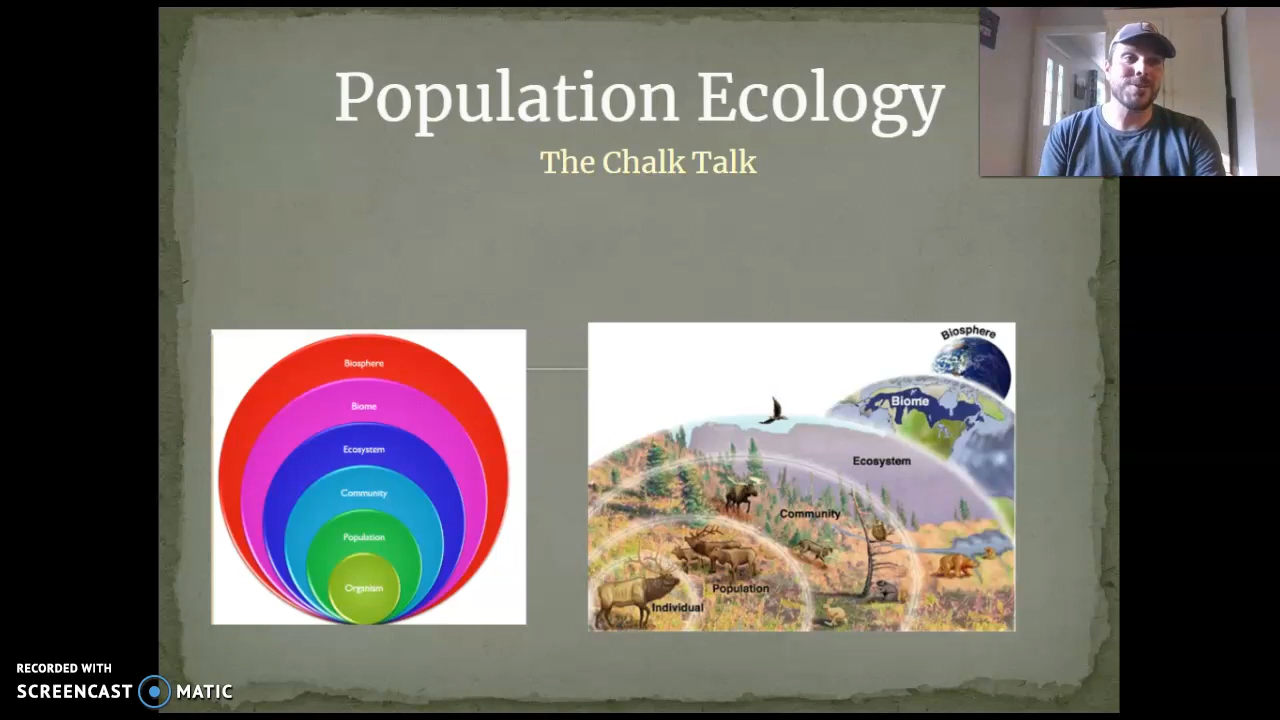 Population Ecology
The Chalk Talk
Biosphere
Biome
Ecosystem
Community
Population
Organism
Biosphere
Biome
Ecosystem
Community
Population
Individual
RECORDED WITH
SCREENCAST MATIC